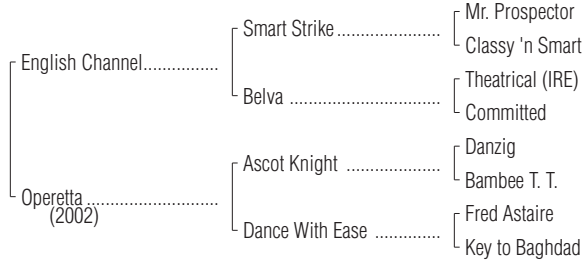 Mr. Prospector
Smart Strike
Classy 'n Smart
English Channel
Theatrical (IRE)
Belva
Committed
Danzig
Ascot Knight
Bambee T. T.
Operetta
(2002)
Fred Astaire
Dance With Ease
Key to Baghdad